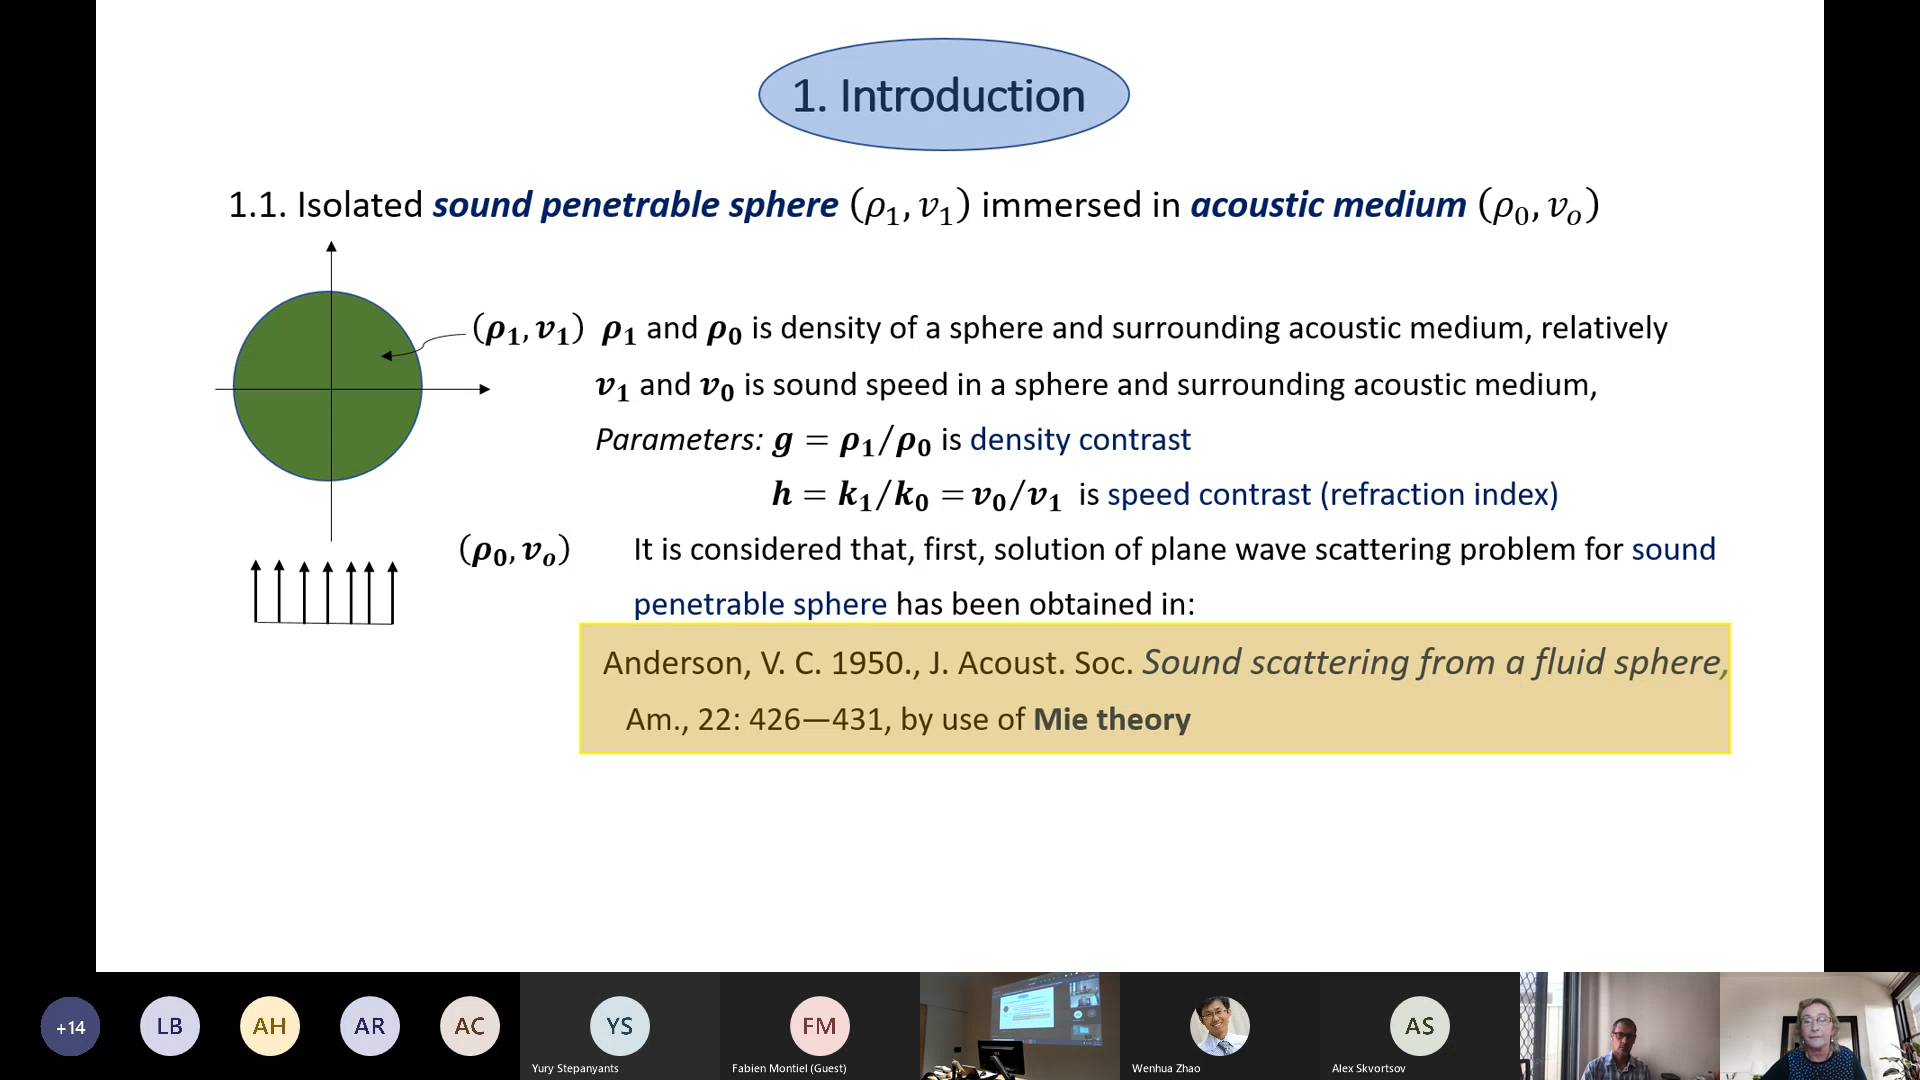 1. Introduction
1.1. Isolated sound penetrable sphere (ρ₁, v₁) immersed in acoustic medium (ρ₀, vₒ)
(ρ₁, v₁) ρ₁ and ρ₀ is density of a sphere and surrounding acoustic medium, relatively
v₁ and v₀ is sound speed in a sphere and surrounding acoustic medium,
Parameters: g = ρ₁/ρ₀ is density contrast
h = k₁/k₀ = v₀/v₁ is speed contrast (refraction index)
(ρ₀, vₒ) It is considered that, first, solution of plane wave scattering problem for sound
penetrable sphere has been obtained in:
Anderson, V. C. 1950., J. Acoust. Soc. Sound scattering from a fluid sphere,
Am., 22: 426—431, by use of Mie theory
+14 LB AH AR AC YS FM AS
Yury Stepanyants Fabien Montiel (Guest) Wenhua Zhao Alex Skvortsov